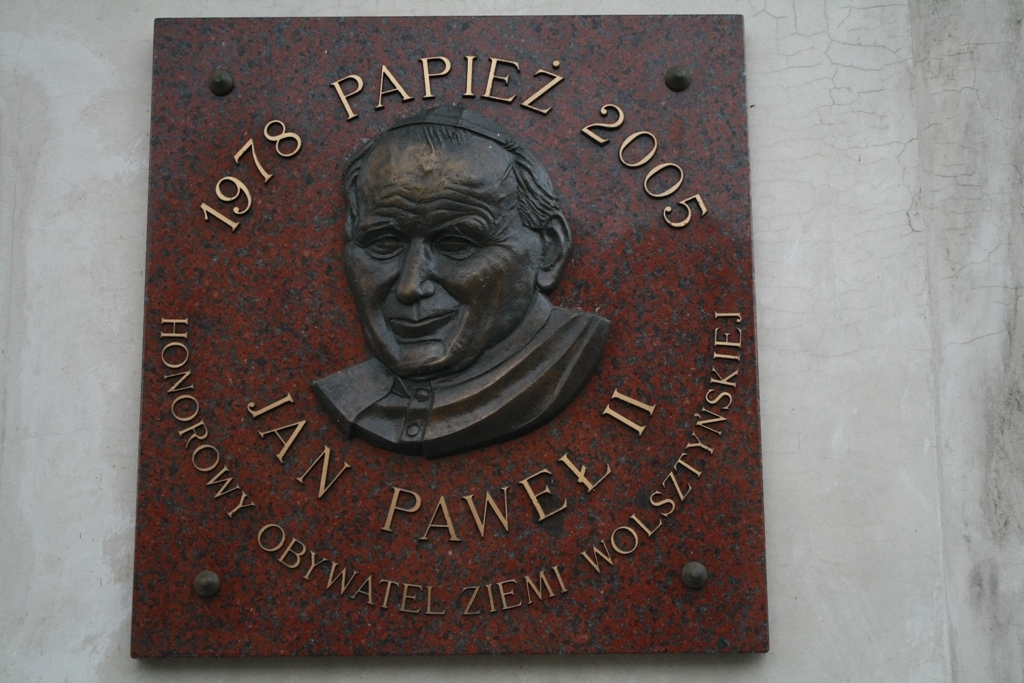 1978 PAPIEŻ 2005
JAN PAWEŁ II
HONOROWY OBYWATEL ZIEMI WOLSZTYŃSKIEJ